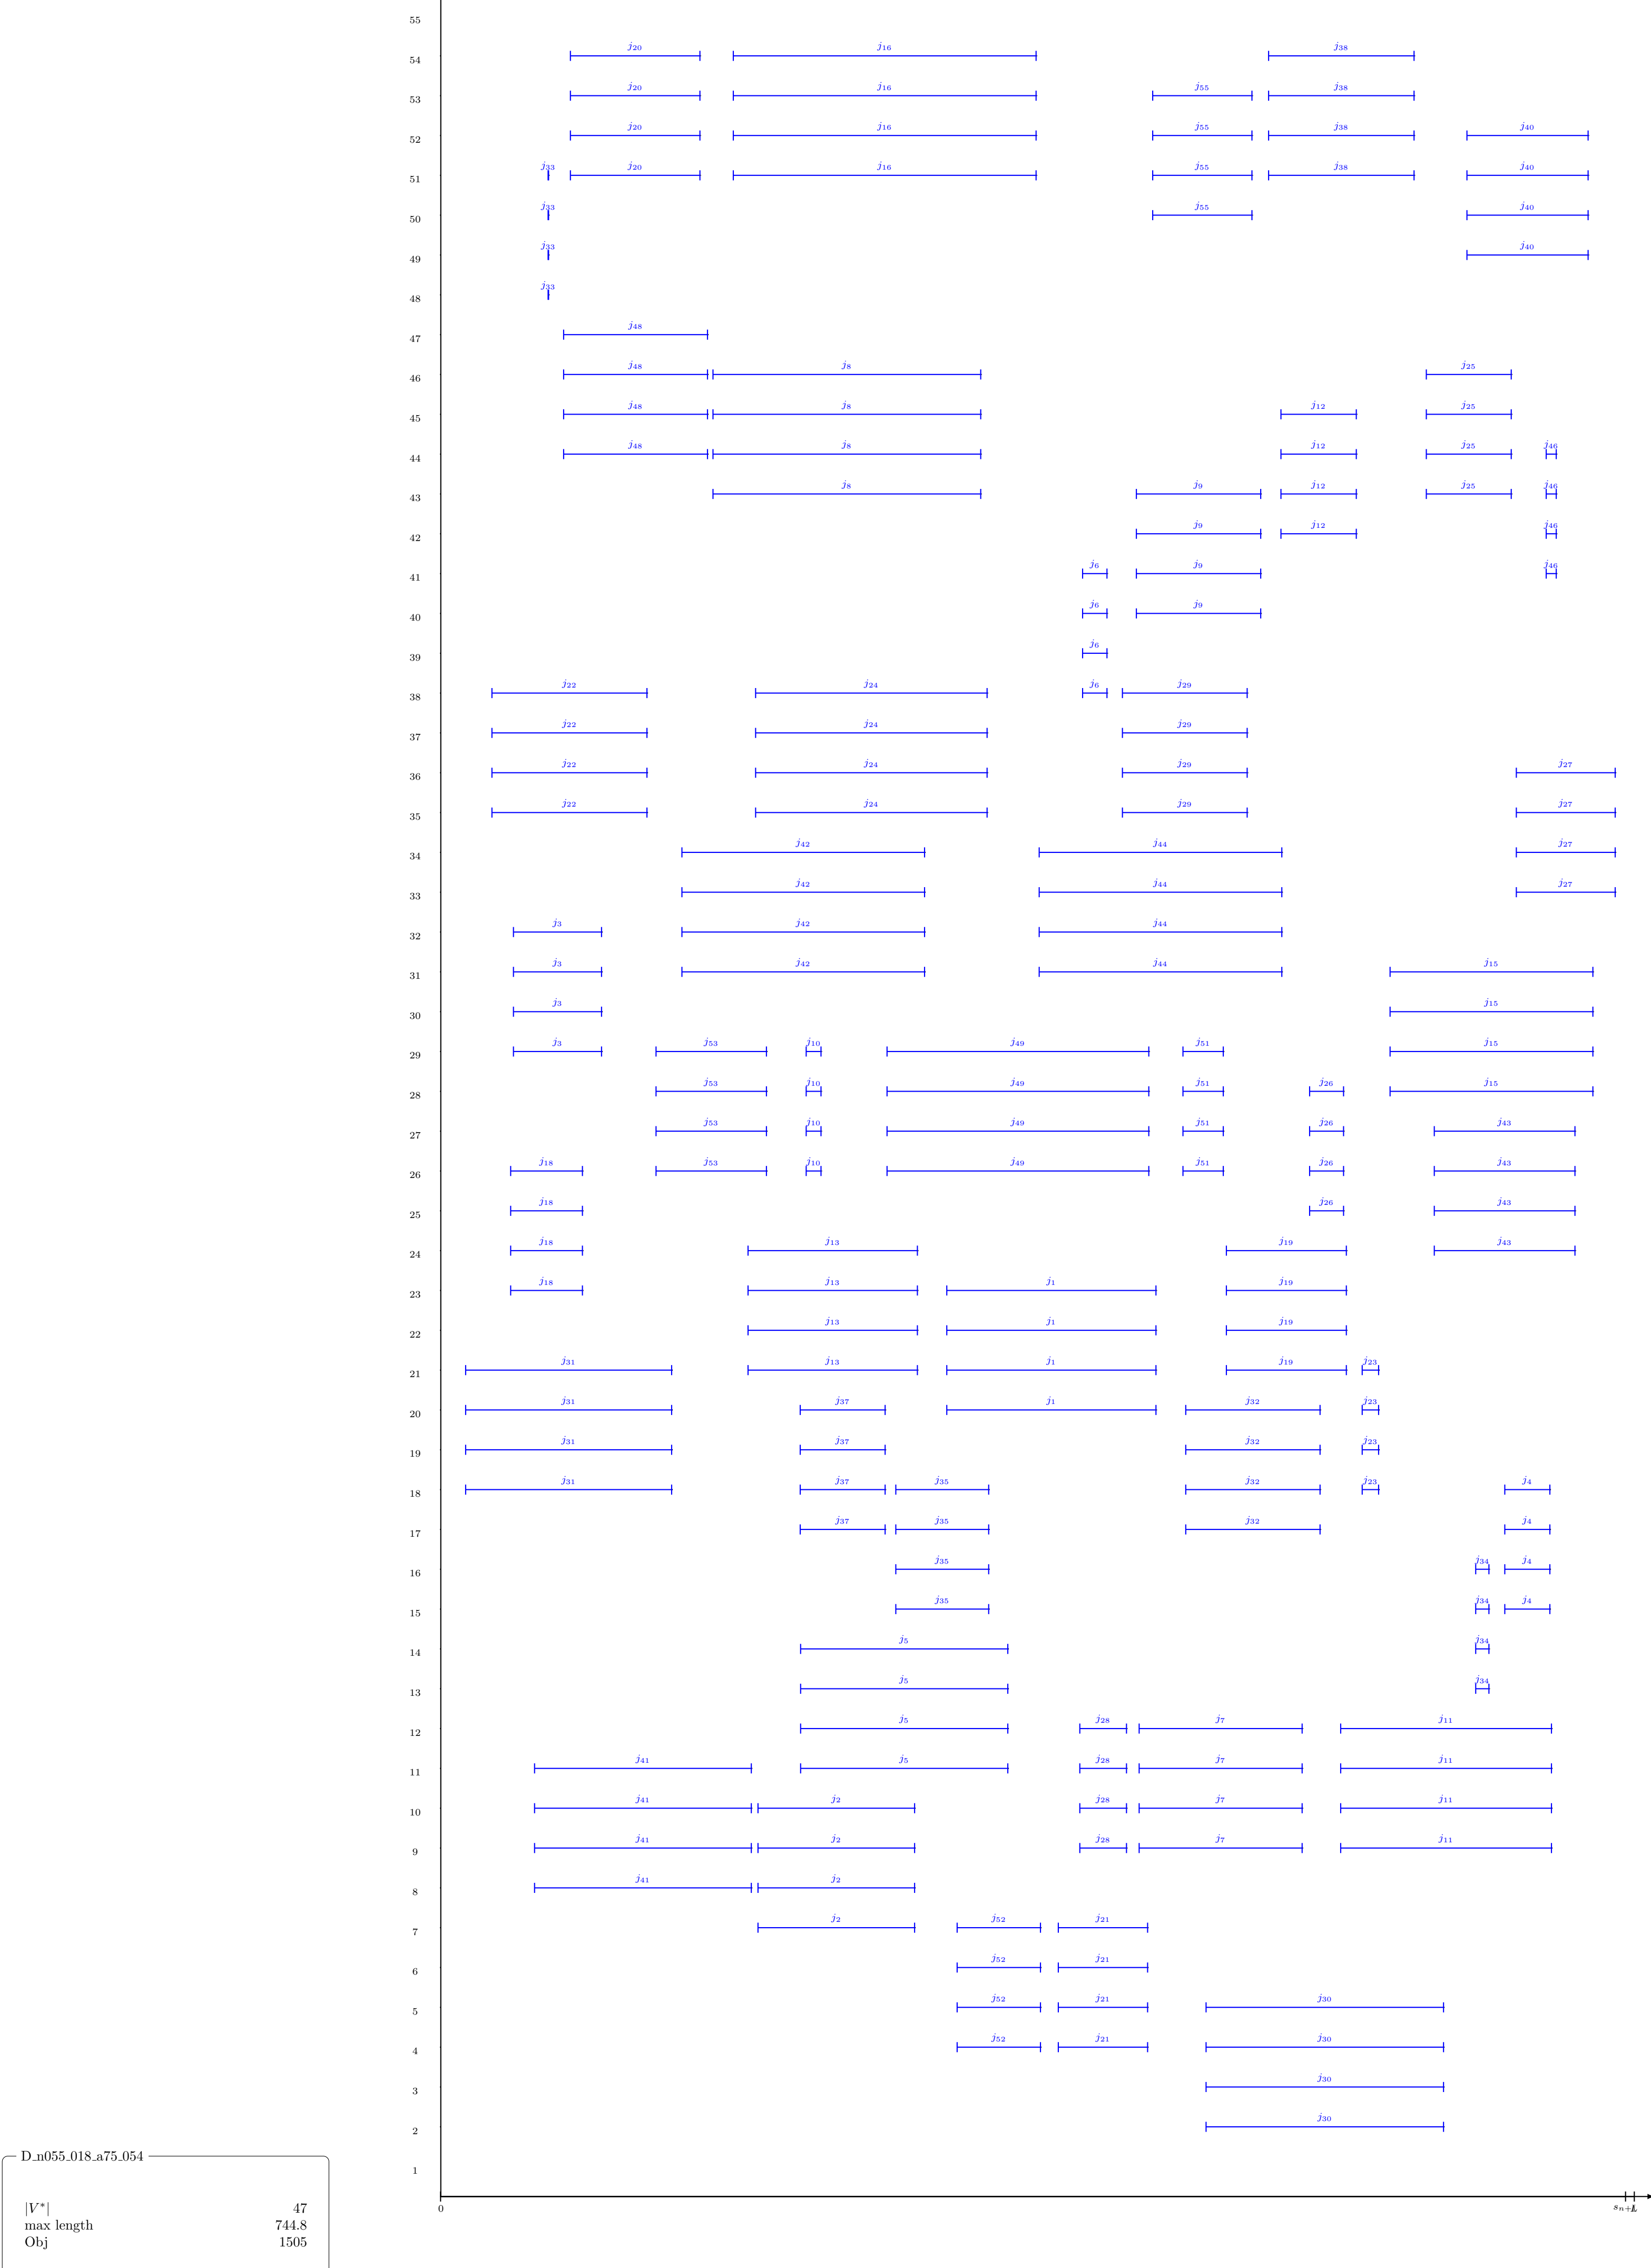 55
j20 j16 j38
54
j20 j16 j55 j38
53
j20 j16 j55 j38 j40
52
j33 j20 j16 j55 j38 j40
51
j33 j55 j40
50
j33 j40
49
j33
48
j48
47
j48 j8 j25
46
j48 j8 j12 j25
45
j48 j8 j12 j25 j46
44
j8 j9 j12 j25 j46
43
j9 j12 j46
42
j6 j9 j46
41
j6 j9
40
j6
39
j22 j24 j6 j29
38
j22 j24 j29
37
j22 j24 j29 j27
36
j22 j24 j29 j27
35
j42 j44 j27
34
j42 j44 j27
33
j3 j42 j44
32
j3 j42 j44 j15
31
j3 j15
30
j3 j53 j10 j49 j51 j15
29
j53 j10 j49 j51 j26 j15
28
j53 j10 j49 j51 j26 j43
27
j18 j53 j10 j49 j51 j26 j43
26
j18 j26 j43
25
j18 j13 j19 j43
24
j18 j13 j1 j19
23
j13 j1 j19
22
j31 j13 j1 j19 j23
21
j31 j37 j1 j32 j23
20
j31 j37 j32 j23
19
j31 j37 j35 j32 j23 j4
18
j37 j35 j32 j4
17
j35 j34 j4
16
j35 j34 j4
15
j5 j34
14
j5 j34
13
j5 j28 j7 j11
12
j41 j5 j28 j7 j11
11
j41 j2 j28 j7 j11
10
j41 j2 j28 j7 j11
9
j41 j2
8
j2 j52 j21
7
j52 j21
6
j52 j21 j30
5
j52 j21 j30
4
j30
3
j30
2
1
D_n055_018_a75_054
|V*| 47
max length 744.8
Obj 1505
0